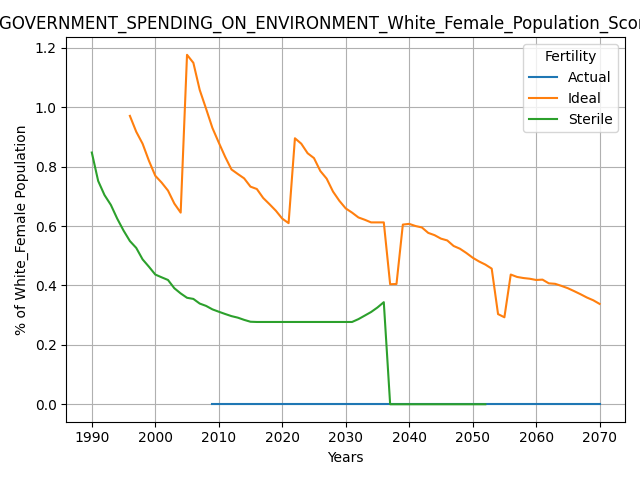 GOVERNMENT_SPENDING_ON_ENVIRONMENT_White_Female_Population_Scor
Fertility
Actual
Ideal
Sterile
% of White_Female Population
1.2
1.0
0.8
0.6
0.4
0.2
0.0
1990 2000 2010 2020 2030 2040 2050 2060 2070
Years